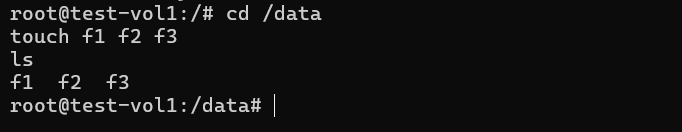 root@test-vol1:/# cd /data
touch f1 f2 f3
ls
f1  f2  f3
root@test-vol1:/data#